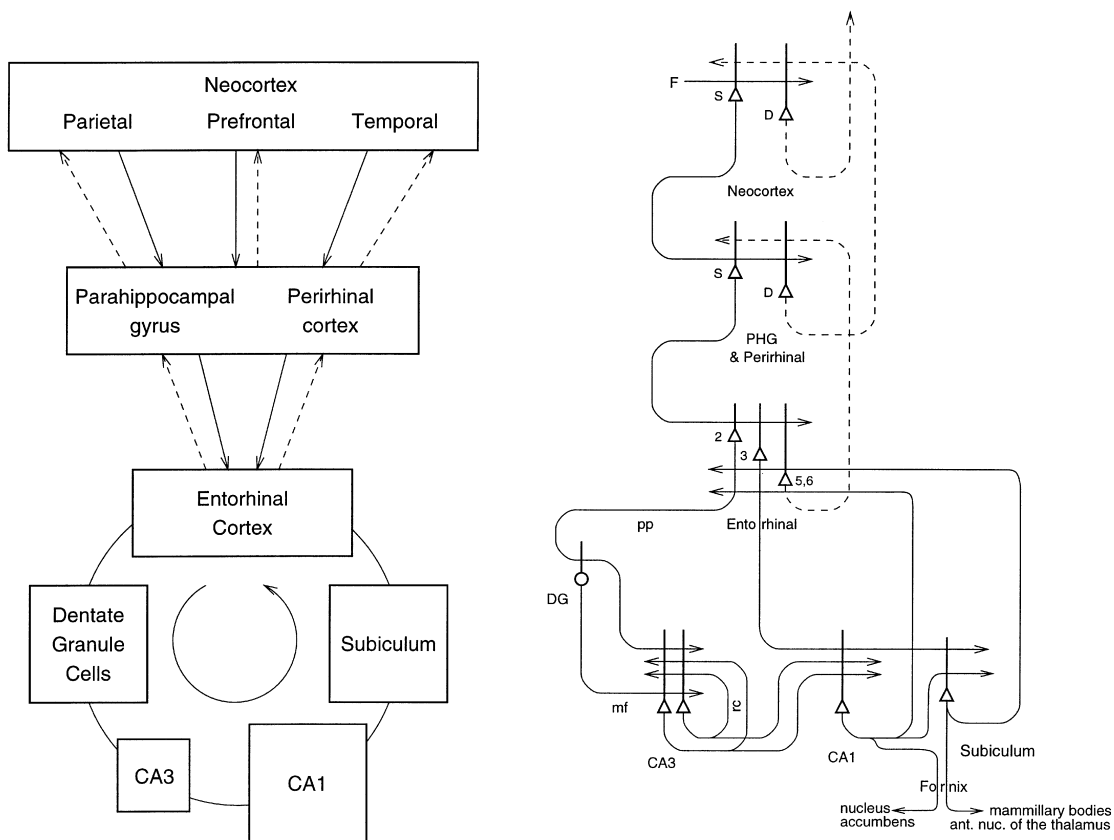 Neocortex
Parietal Prefrontal Temporal
Parahippocampal
gyrus
Perirhinal
cortex
Entorhinal
Cortex
Dentate
Granule
Cells
Subiculum
CA3
CA1
F
S
D
Neocortex
S
D
PHG
& Perirhinal
2
3
5,6
pp
Entorhinal
DG
mf
rc
CA3
CA1
Subiculum
Fornix
nucleus
accumbens
mammillary bodies
ant. nuc. of the thalamus